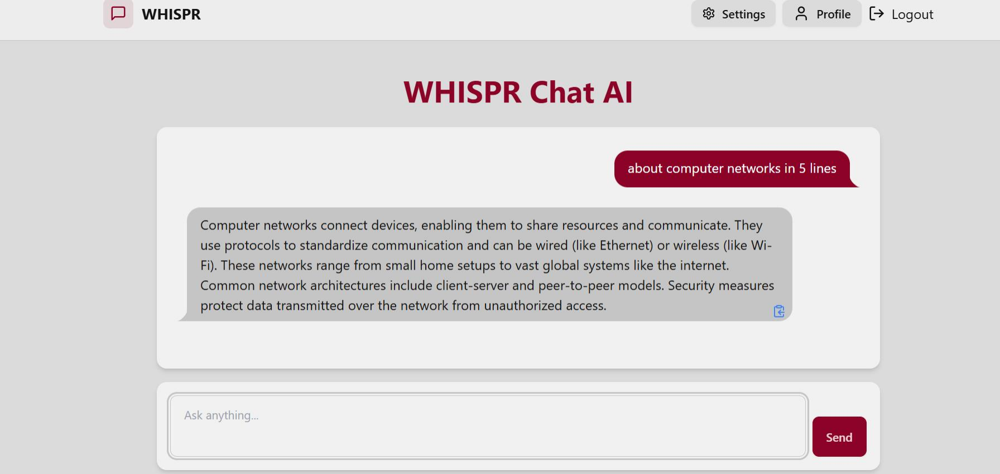 WHISPR
Settings
Profile
Logout
WHISPR Chat AI
about computer networks in 5 lines
Computer networks connect devices, enabling them to share resources and communicate. They
use protocols to standardize communication and can be wired (like Ethernet) or wireless (like Wi-
Fi). These networks range from small home setups to vast global systems like the internet.
Common network architectures include client-server and peer-to-peer models. Security measures
protect data transmitted over the network from unauthorized access.
Ask anything...
Send